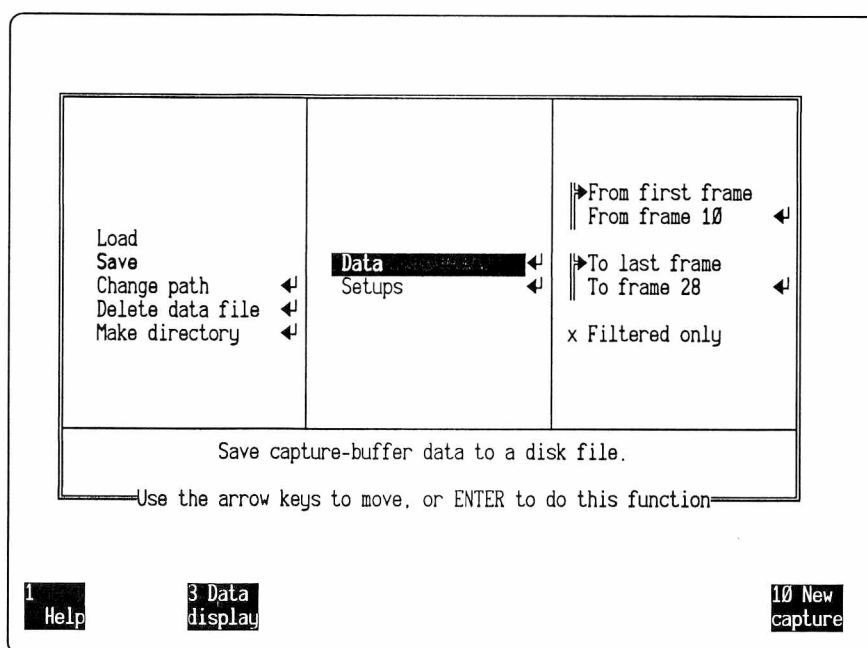 Load
Save
Change path
Delete data file
Make directory
Data
Setups
From first frame
From frame 10
To last frame
To frame 28
x Filtered only
Save capture-buffer data to a disk file.
Use the arrow keys to move, or ENTER to do this function
1
Help
3 Data
display
10 New
capture